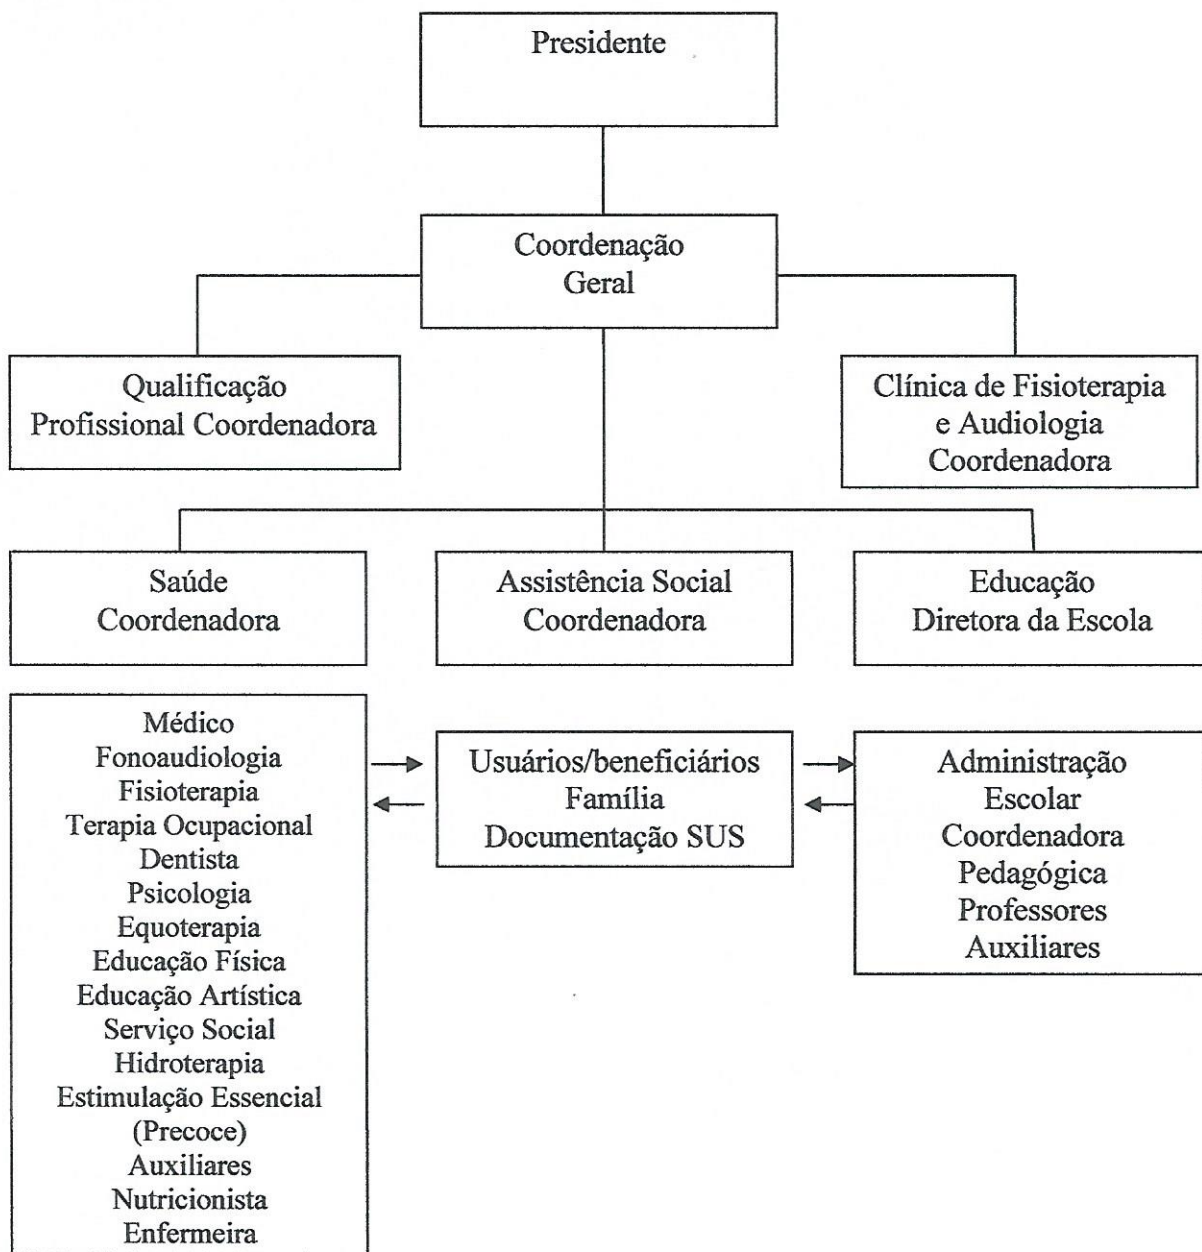 Presidente
Coordenação
Geral
Qualificação
Profissional Coordenadora
Clínica de Fisioterapia
e Audiologia
Coordenadora
Saúde
Coordenadora
Assistência Social
Coordenadora
Educação
Diretora da Escola
Médico
Fonoaudiologia
Fisioterapia
Terapia Ocupacional
Dentista
Psicologia
Equoterapia
Educação Física
Educação Artística
Serviço Social
Hidroterapia
Estimulação Essencial
(Precoce)
Auxiliares
Nutricionista
Enfermeira
Usuários/beneficiários
Família
Documentação SUS
Administração
Escolar
Coordenadora
Pedagógica
Professores
Auxiliares